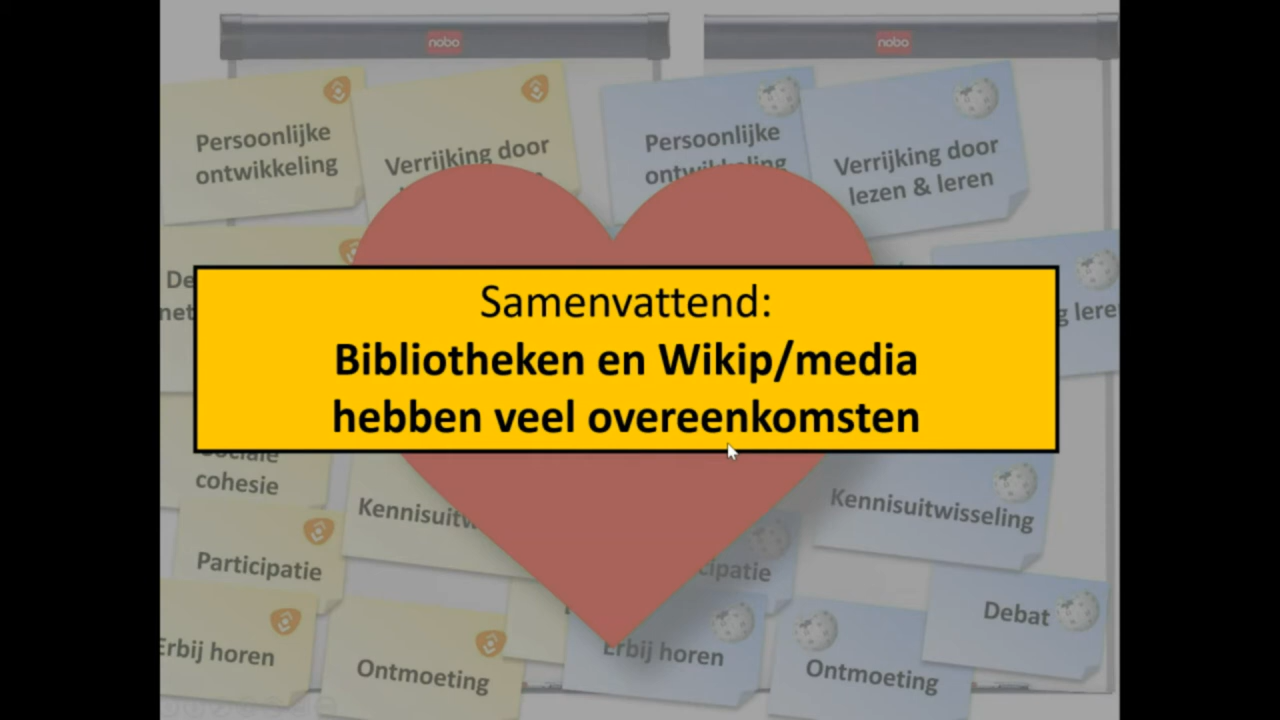 nobo
nobo
Persoonlijke
ontwikkeling
Verrijking door
Persoonlijke
ontwikkeling
Verrijking door
lezen & leren
Samenvattend:
Bibliotheken en Wikip/media
hebben veel overeenkomsten
cohesie
Participatie
Erbij horen
Ontmoeting
Erbij horen
Kennisuitwisseling
Debat
Ontmoeting